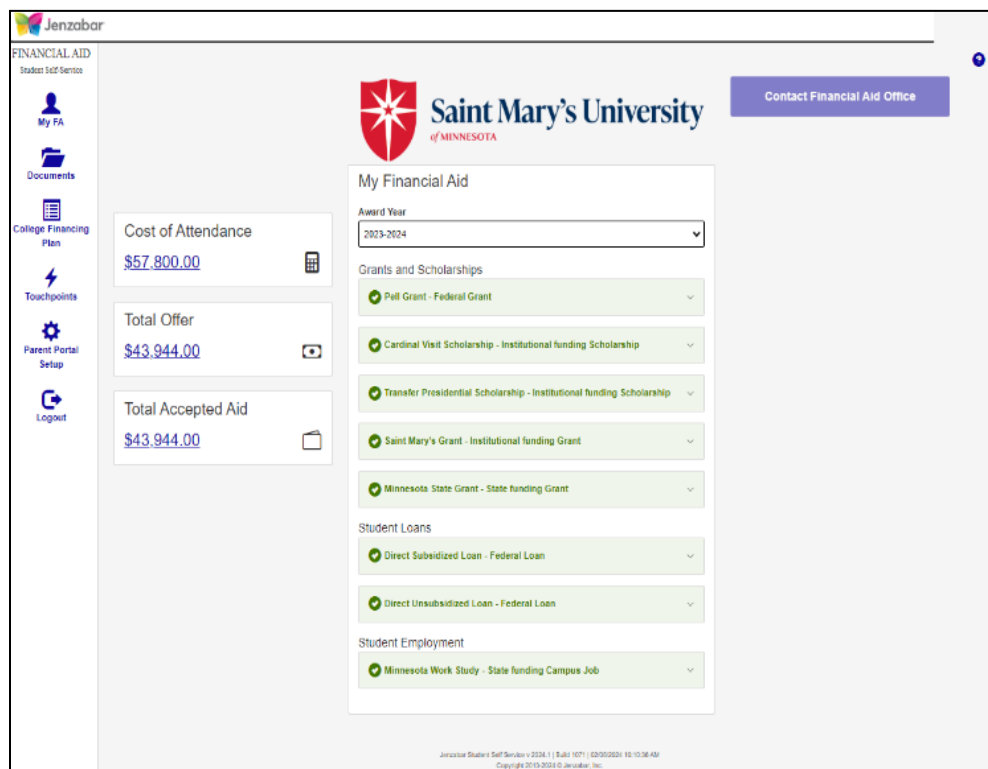 Jenzabar
FINANCIAL AID
Student Self-Service
My FA
Documents
College Financing
Plan
Touchpoints
Parent Portal
Setup
Logout
Saint Mary's University
of MINNESOTA
Contact Financial Aid Office
Cost of Attendance
$57,800.00
Total Offer
$43,944.00
Total Accepted Aid
$43,944.00
My Financial Aid
Award Year
2023-2024
Grants and Scholarships
Pell Grant - Federal Grant
Cardinal Visit Scholarship - Institutional funding Scholarship
Transfer Presidential Scholarship - Institutional funding Scholarship
Saint Mary's Grant - Institutional funding Grant
Minnesota State Grant - State funding Grant
Student Loans
Direct Subsidized Loan - Federal Loan
Direct Unsubsidized Loan - Federal Loan
Student Employment
Minnesota Work Study - State funding Campus Job
Jenzabar Student Self Service v 2024.1 | Build 1071 |
Copyright 2013-2024 © Jenzabar, Inc.